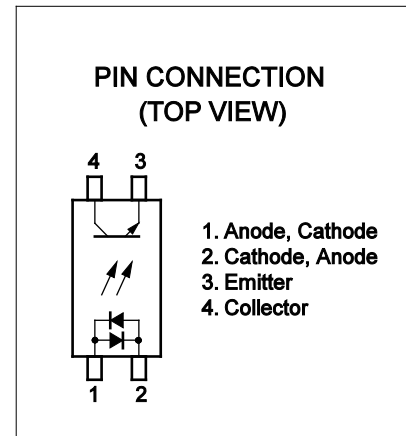 PIN CONNECTION
(TOP VIEW)
4 3
1. Anode, Cathode
2. Cathode, Anode
3. Emitter
4. Collector
1 2